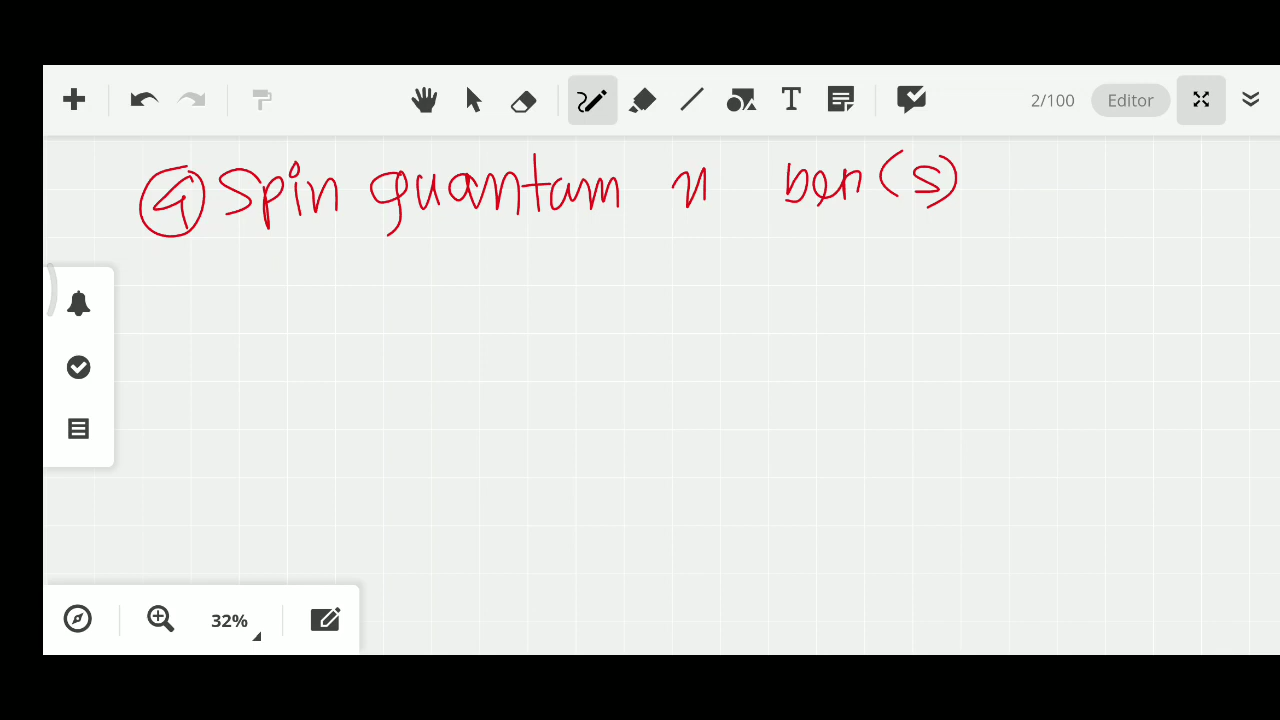 2/100 Editor
④ Spin quantam n ber(s)
32%